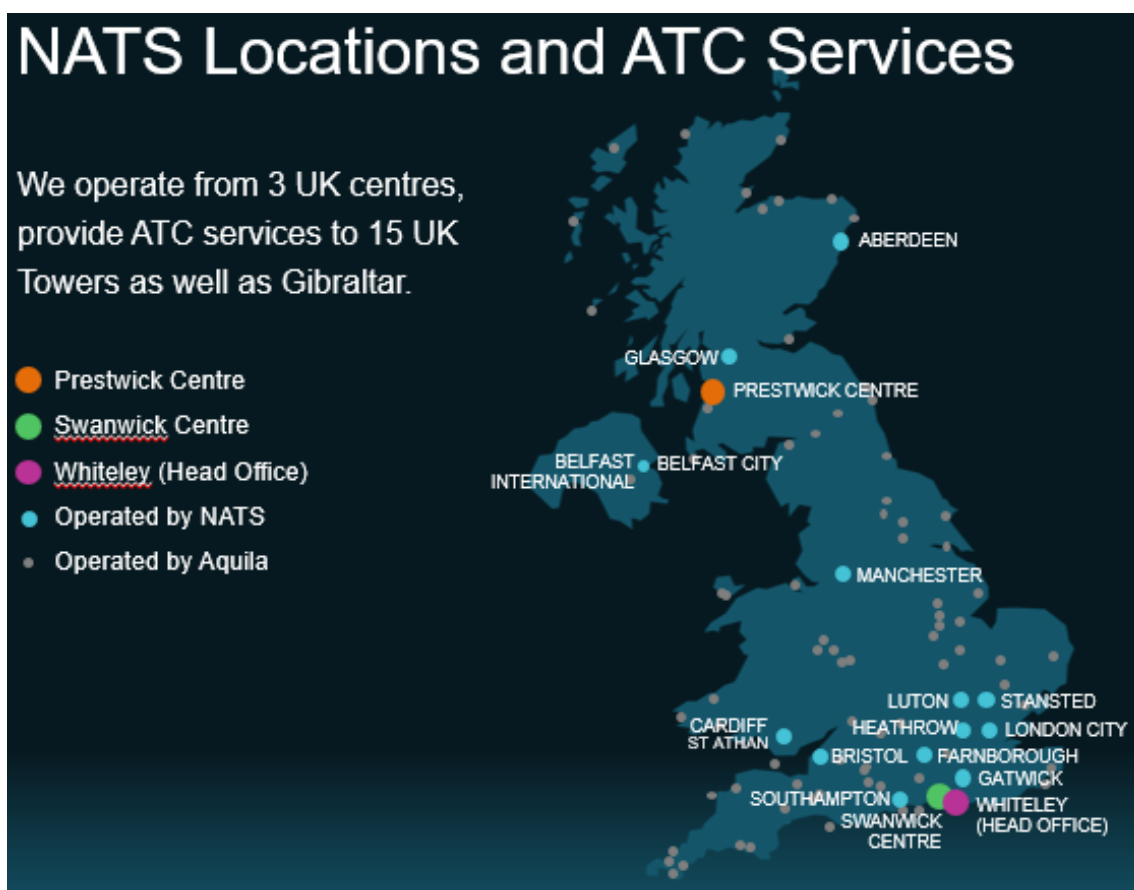 NATS Locations and ATC Services
We operate from 3 UK centres,
provide ATC services to 15 UK
Towers as well as Gibraltar.
Prestwick Centre
Swanwick Centre
Whiteley (Head Office)
Operated by NATS
Operated by Aquila
ABERDEEN
GLASGOW
PRESTWICK CENTRE
BELFAST
INTERNATIONAL
BELFAST CITY
MANCHESTER
LUTON
STANSTED
CARDIFF
ST ATHAN
HEATHROW
LONDON CITY
BRISTOL
FARNBOROUGH
GATWICK
SOUTHAMPTON
SWANWICK
CENTRE
WHITELEY
(HEAD OFFICE)